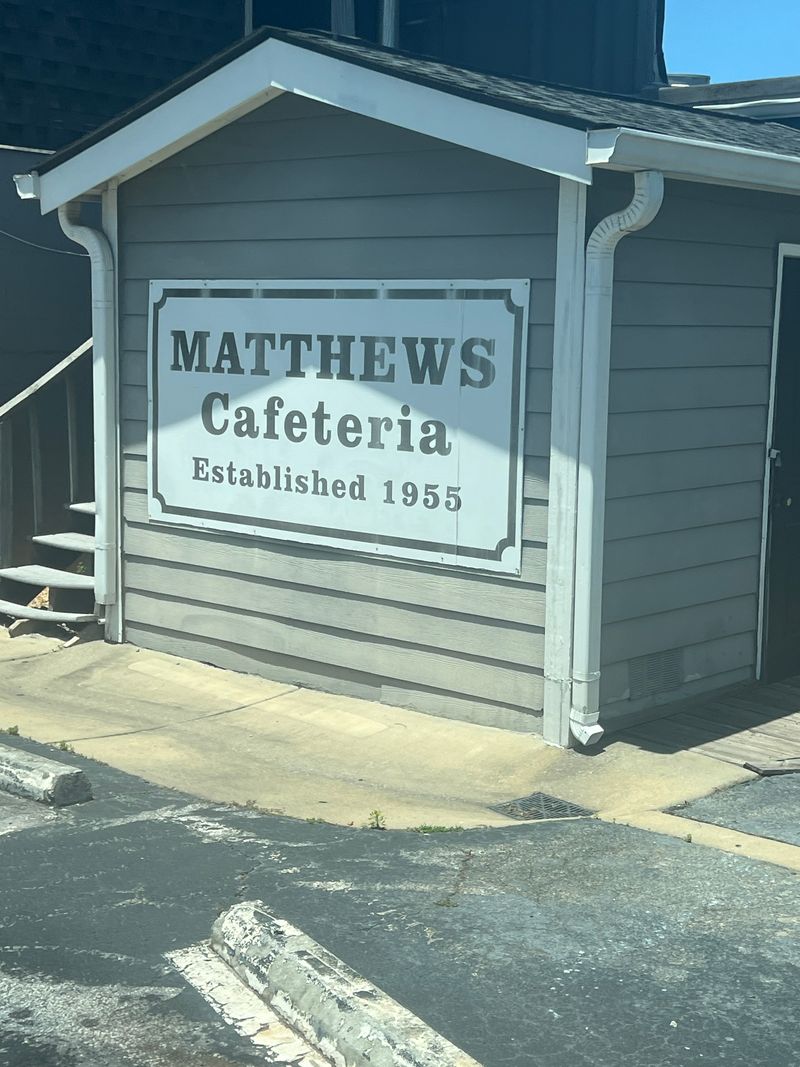 MATTHEWS
Cafeteria
Established 1955